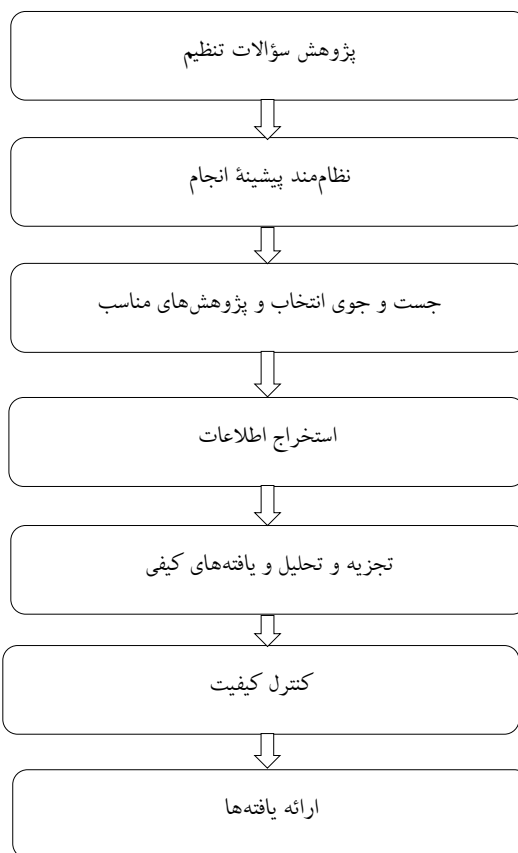 پژوهش سؤالات تنظیم
نظام‌مند پیشینۀ انجام
جست و جوی انتخاب و پژوهش‌های مناسب
استخراج اطلاعات
تجزیه و تحلیل و یافته‌های کیفی
کنترل کیفیت
ارائه یافته‌ها